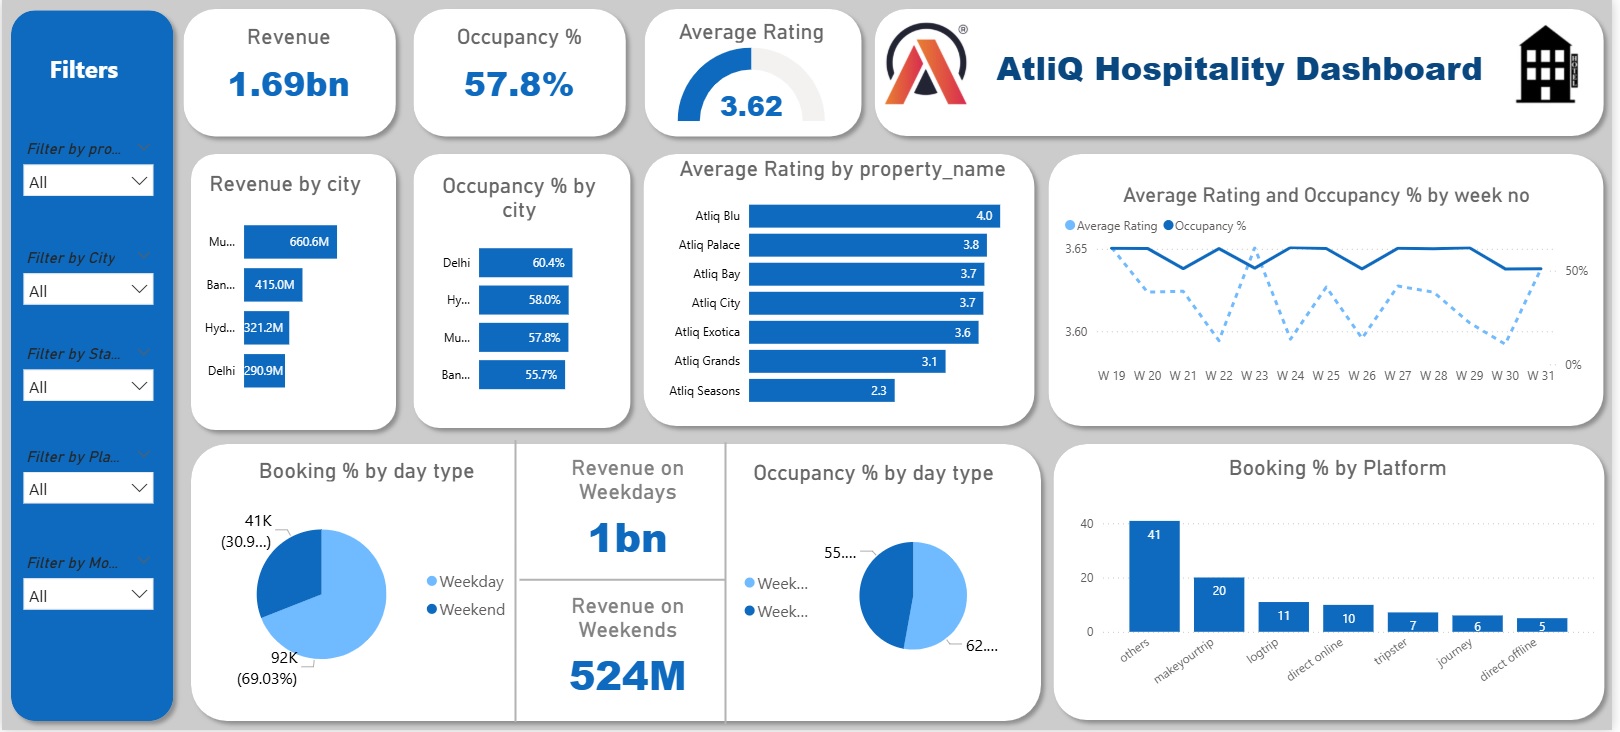 Filters
Filter by pro...
All
Filter by City
All
Filter by Sta...
All
Filter by Pla...
All
Filter by Mo...
All
Revenue
1.69bn
Occupancy %
57.8%
Average Rating
3.62
®
AtliQ Hospitality Dashboard
HOTEL
Revenue by city
Mu... 660.6M
Ban... 415.0M
Hyd... 321.2M
Delhi 290.9M
Occupancy % by
city
Delhi 60.4%
Hy... 58.0%
Mu... 57.8%
Ban... 55.7%
Average Rating by property_name
Atliq Blu 4.0
Atliq Palace 3.8
Atliq Bay 3.7
Atliq City 3.7
Atliq Exotica 3.6
Atliq Grands 3.1
Atliq Seasons 2.3
Average Rating and Occupancy % by week no
Average Rating Occupancy %
3.65
50%
3.60
0%
W 19 W 20 W 21 W 22 W 23 W 24 W 25 W 26 W 27 W 28 W 29 W 30 W 31
Booking % by day type
41K
(30.9...)
92K
(69.03%)
Weekday
Weekend
Revenue on
Weekdays
1bn
Revenue on
Weekends
524M
Occupancy % by day type
55....
62....
Week...
Week...
Booking % by Platform
40
20
0
41 20 11 10 7 6 5
others makeyourtrip logtrip direct online tripster journey direct offline